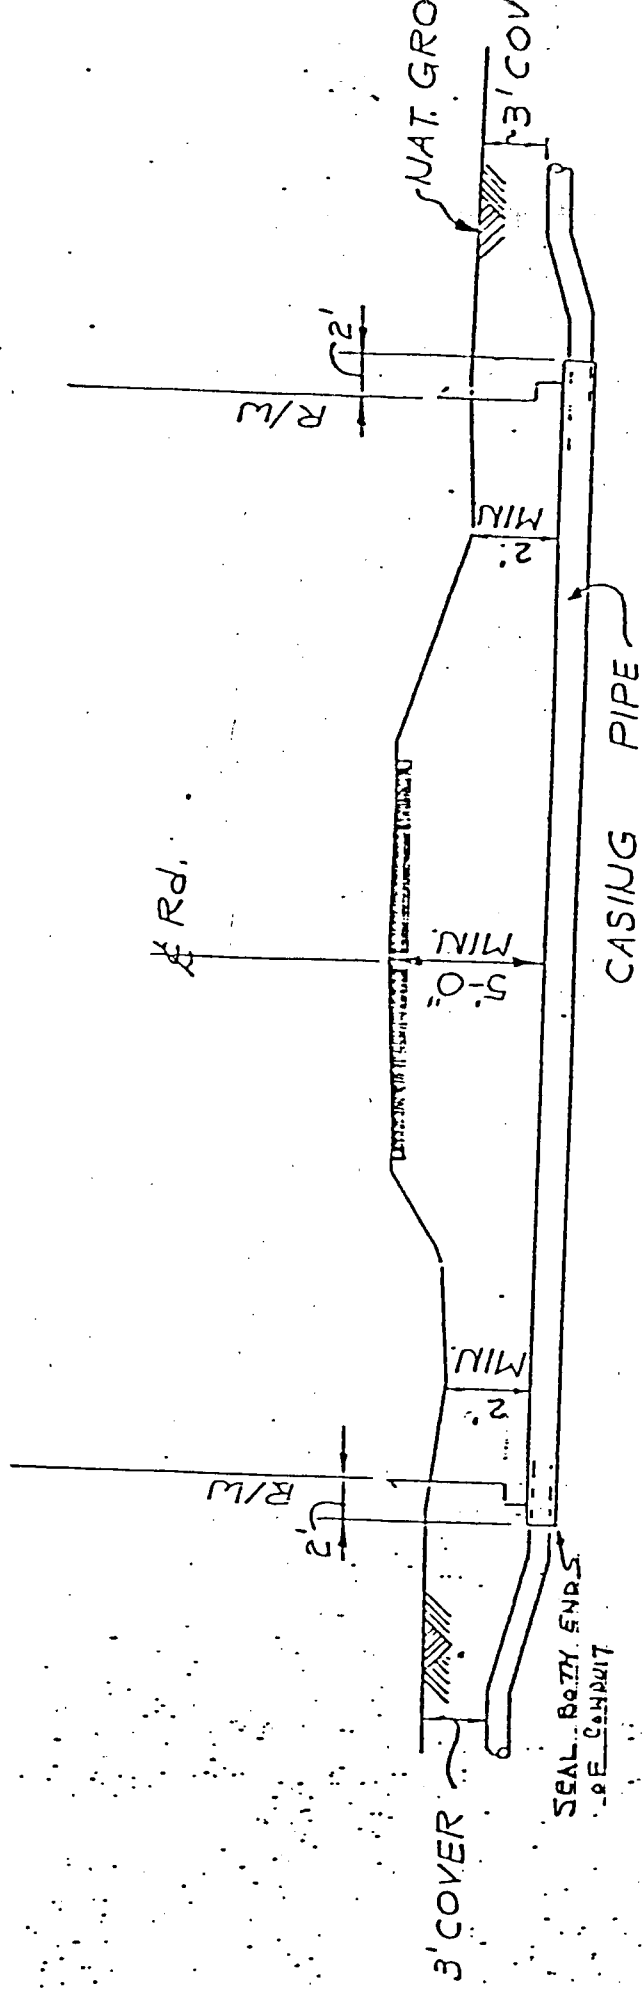 ℄ Rd.
R/W
2'
R/W
2'
NAT. GRO
3' COV
3' COVER
2'
MIN.
5'-0"
MIN.
2'
MIN
SEAL BOTH ENDS
OF CONDUIT
CASING PIPE